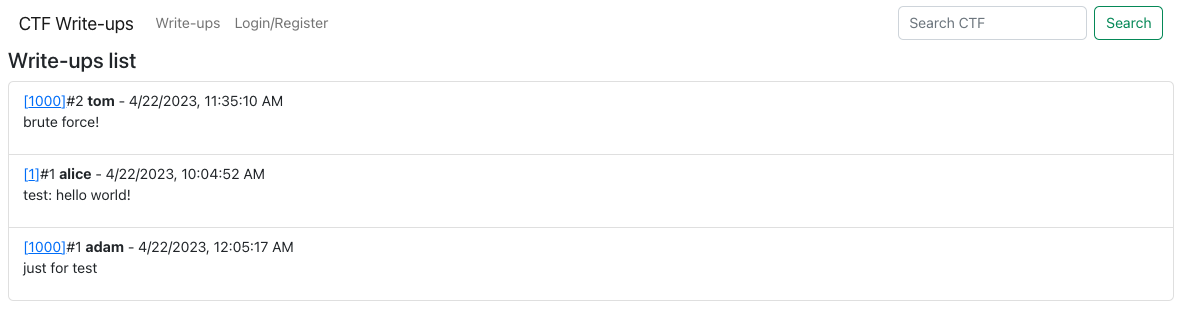 CTF Write-ups Write-ups Login/Register Search CTF Search
Write-ups list
[1000]#2 tom - 4/22/2023, 11:35:10 AM
brute force!
[1]#1 alice - 4/22/2023, 10:04:52 AM
test: hello world!
[1000]#1 adam - 4/22/2023, 12:05:17 AM
just for test